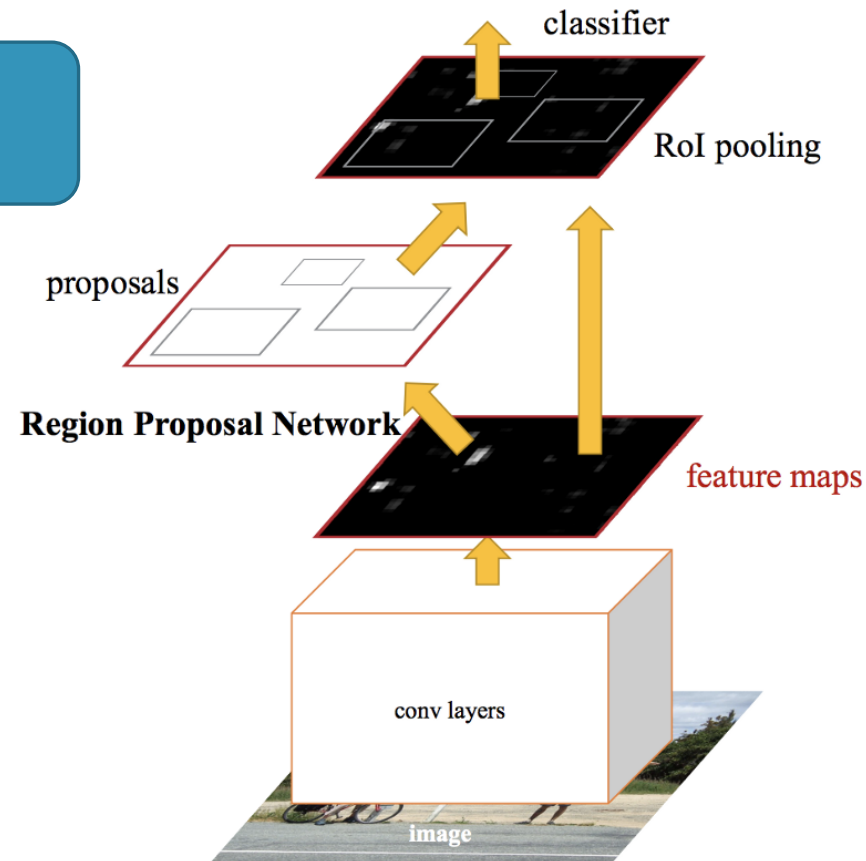 classifier
RoI pooling
proposals
Region Proposal Network
feature maps
conv layers
image